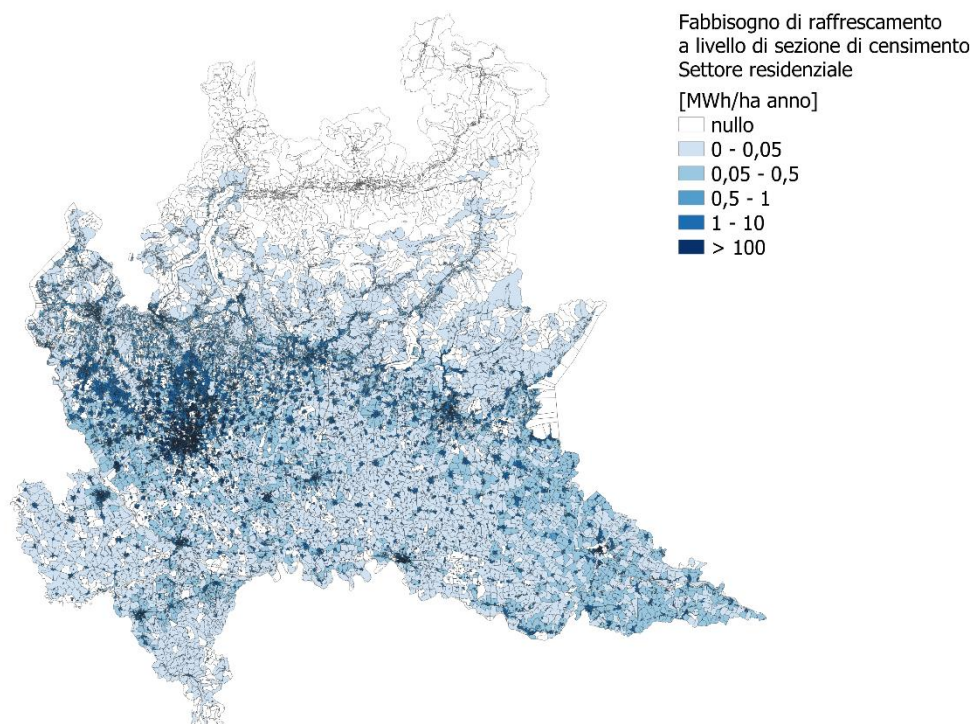 Fabbisogno di raffrescamento
a livello di sezione di censimento
Settore residenziale
[MWh/ha anno]
nullo
0 - 0,05
0,05 - 0,5
0,5 - 1
1 - 10
> 100